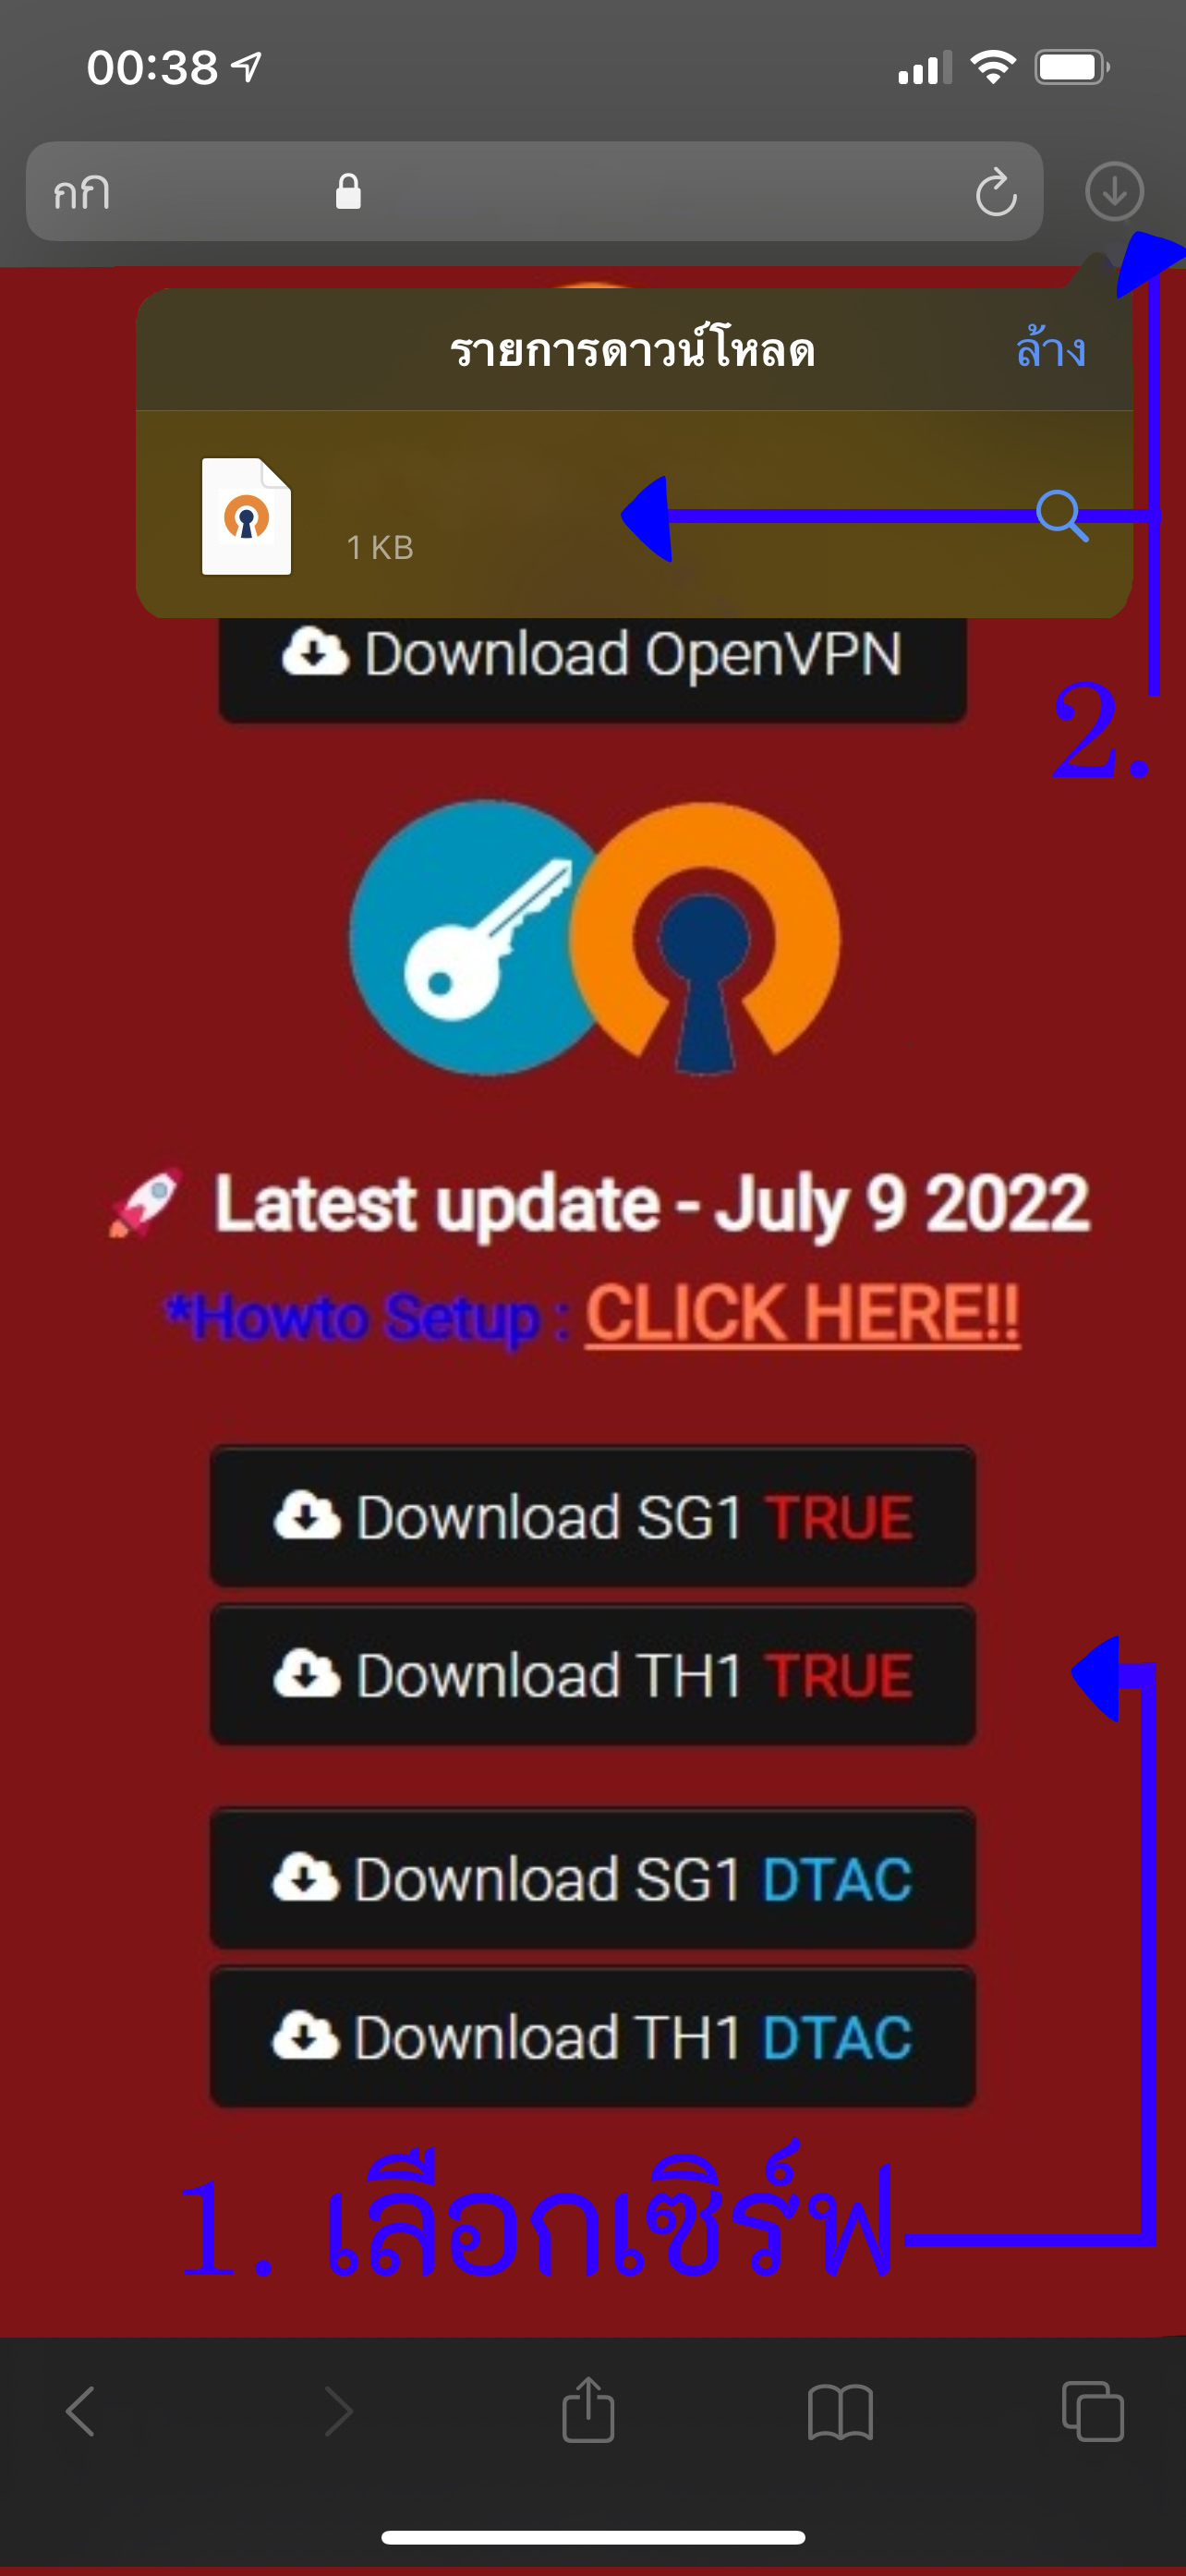 00:38
กก
รายการดาวน์โหลด
ล้าง
1 KB
Download OpenVPN
2.
Latest update - July 9 2022
*Howto Setup : CLICK HERE!!
Download SG1 TRUE
Download TH1 TRUE
Download SG1 DTAC
Download TH1 DTAC
1. เลือกเซิร์ฟ